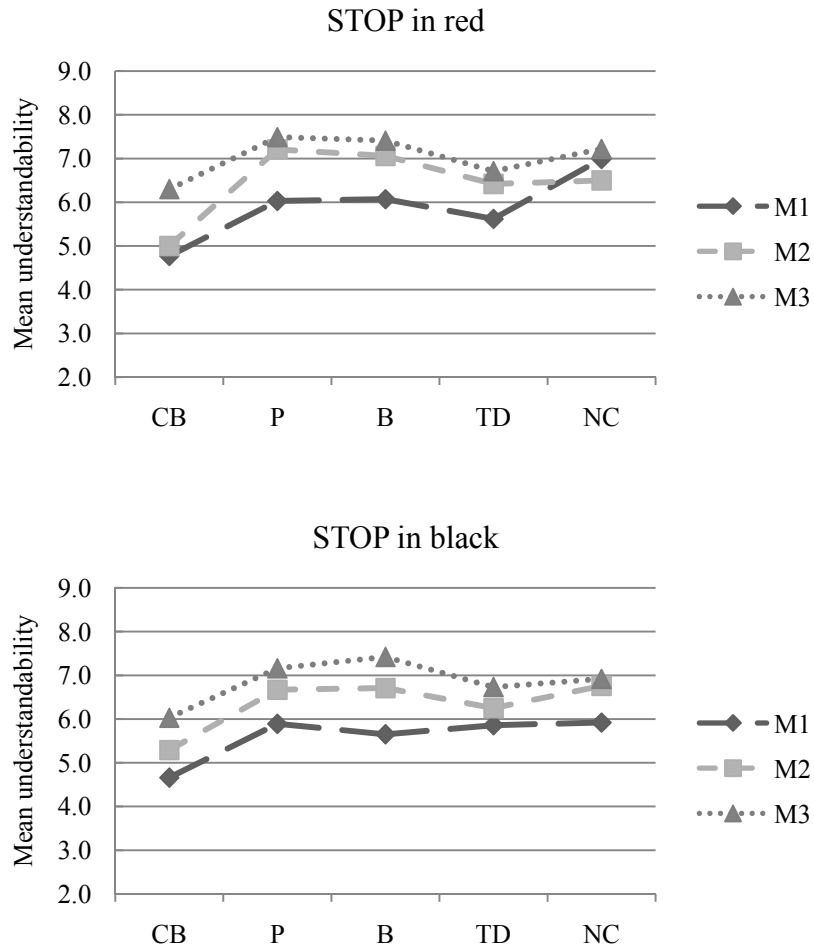 STOP in red
Mean understandability
9.0
8.0
7.0
6.0
5.0
4.0
3.0
2.0
CB P B TD NC
M1
M2
M3
STOP in black
Mean understandability
9.0
8.0
7.0
6.0
5.0
4.0
3.0
2.0
CB P B TD NC
M1
M2
M3